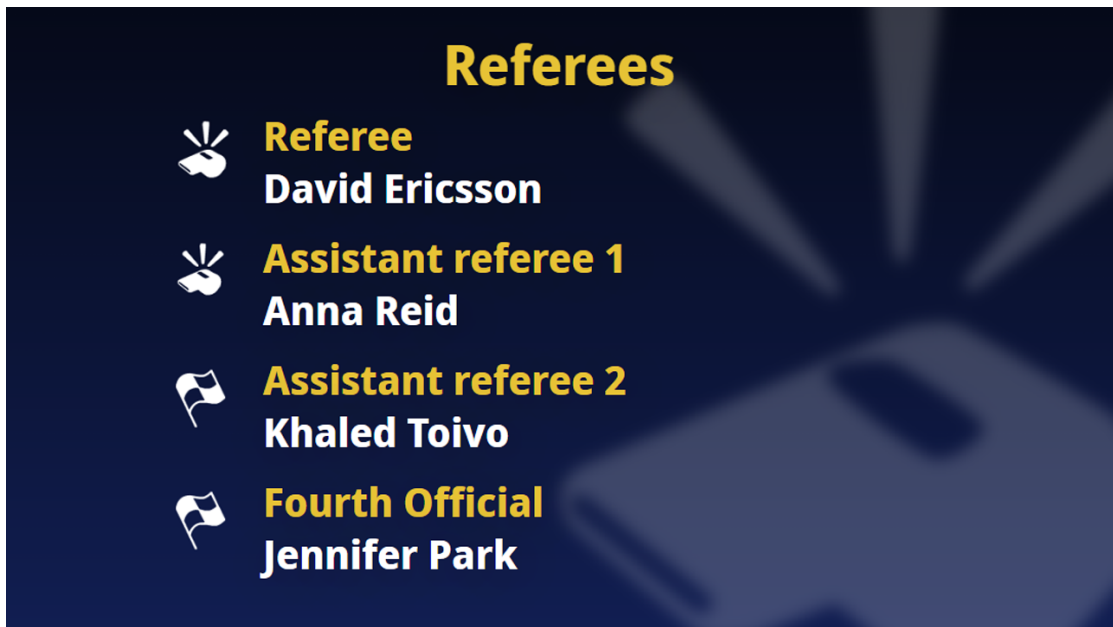 Referees
Referee
David Ericsson
Assistant referee 1
Anna Reid
Assistant referee 2
Khaled Toivo
Fourth Official
Jennifer Park